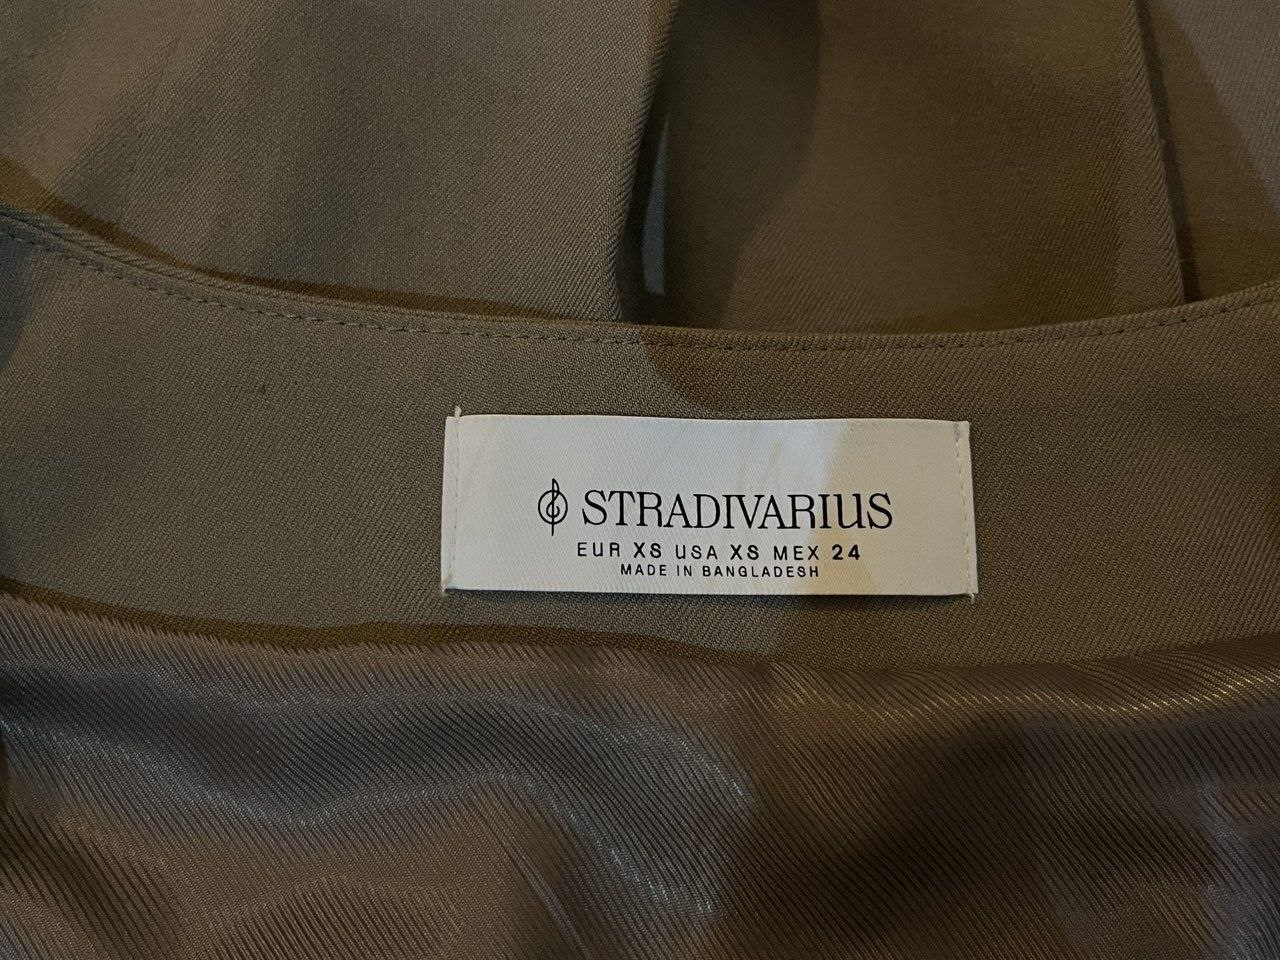 STRADIVARIUS
EUR XS USA XS MEX 24
MADE IN BANGLADESH